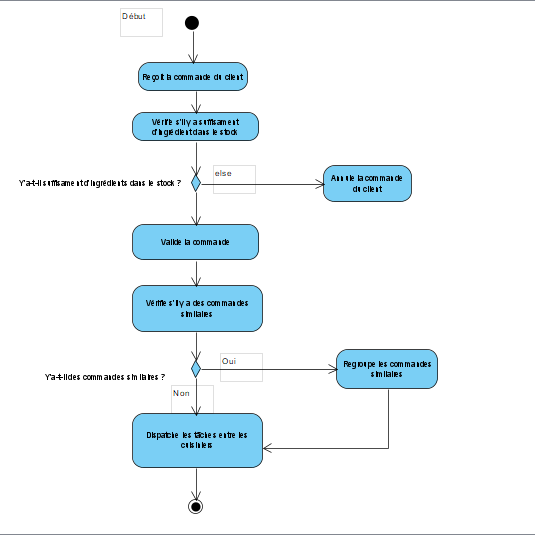 Début
Reçoit la commande du client
Vérifie s'il y a suffisament
d'ingrédient dans le stock
else
Y'a-t-il suffisament d'ingrédients dans le stock ?
Annule la commande
du client
Valide la commande
Vérifie s'il y a des commandes
similaires
Oui
Regroupe les commandes
similaires
Y'a-t-il des commandes similaires ?
Non
Dispatche les tâches entre les
cuisiniers